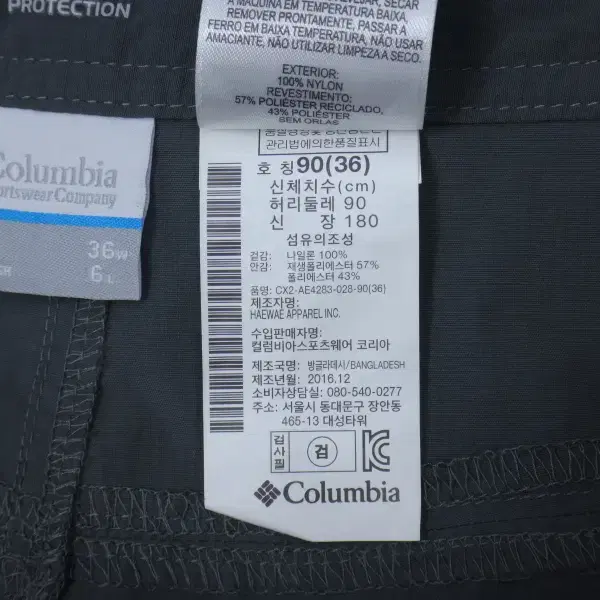 PROTECTION
A MÁQUINA EM TEMPERATURA BAIXA
REMOVER PRONTAMENTE, PASSAR A
FERRO EM BAIXA TEMPERATURA, NÃO USAR
AMACIANTE, NÃO UTILIZAR LIMPEZA A SECO.
EXTERIOR:
100% NYLON
REVESTIMENTO:
57% POLIÉSTER RECICLADO,
43% POLIÉSTER
SEM ORLAS
관리법에의한품질표시
호 칭 90(36)
신체치수(cm)
허리둘레 90
신 장 180
섬유의조성
겉감: 나일론 100%
안감: 재생폴리에스터 57%
폴리에스터 43%
품명: CX2-AE4283-028-90(36)
제조자명:
HAEWAE APPAREL INC.
수입판매자명:
컬럼비아스포츠웨어 코리아
제조국명: 방글라데시/BANGLADESH
제조년월: 2016.12
소비자상담실: 080-540-0277
주소: 서울시 동대문구 장안동
465-13 대성타워
검사필 검
Columbia
Columbia
Sportswear Company
36W
6 L